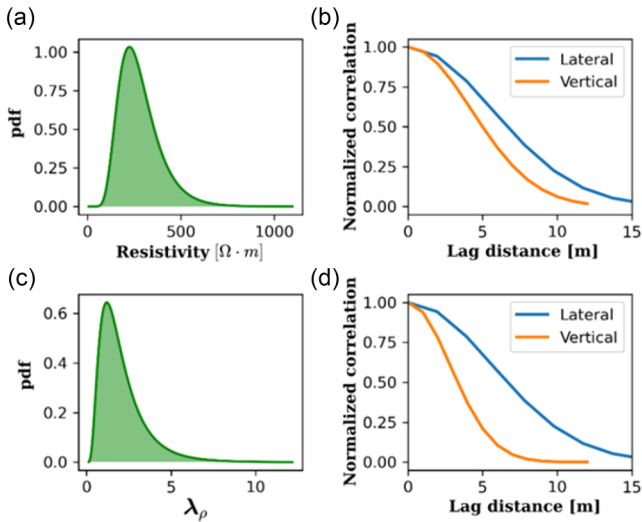 (a)
pdf
1.00
0.75
0.50
0.25
0.00
0
500
1000
Resistivity [Ω · m]
(b)
Normalized correlation
1.00
0.75
0.50
0.25
0.00
Lateral
Vertical
0
5
10
15
Lag distance [m]
(c)
pdf
0.6
0.4
0.2
0.0
0
5
10
λρ
(d)
Normalized correlation
1.00
0.75
0.50
0.25
0.00
Lateral
Vertical
0
5
10
15
Lag distance [m]